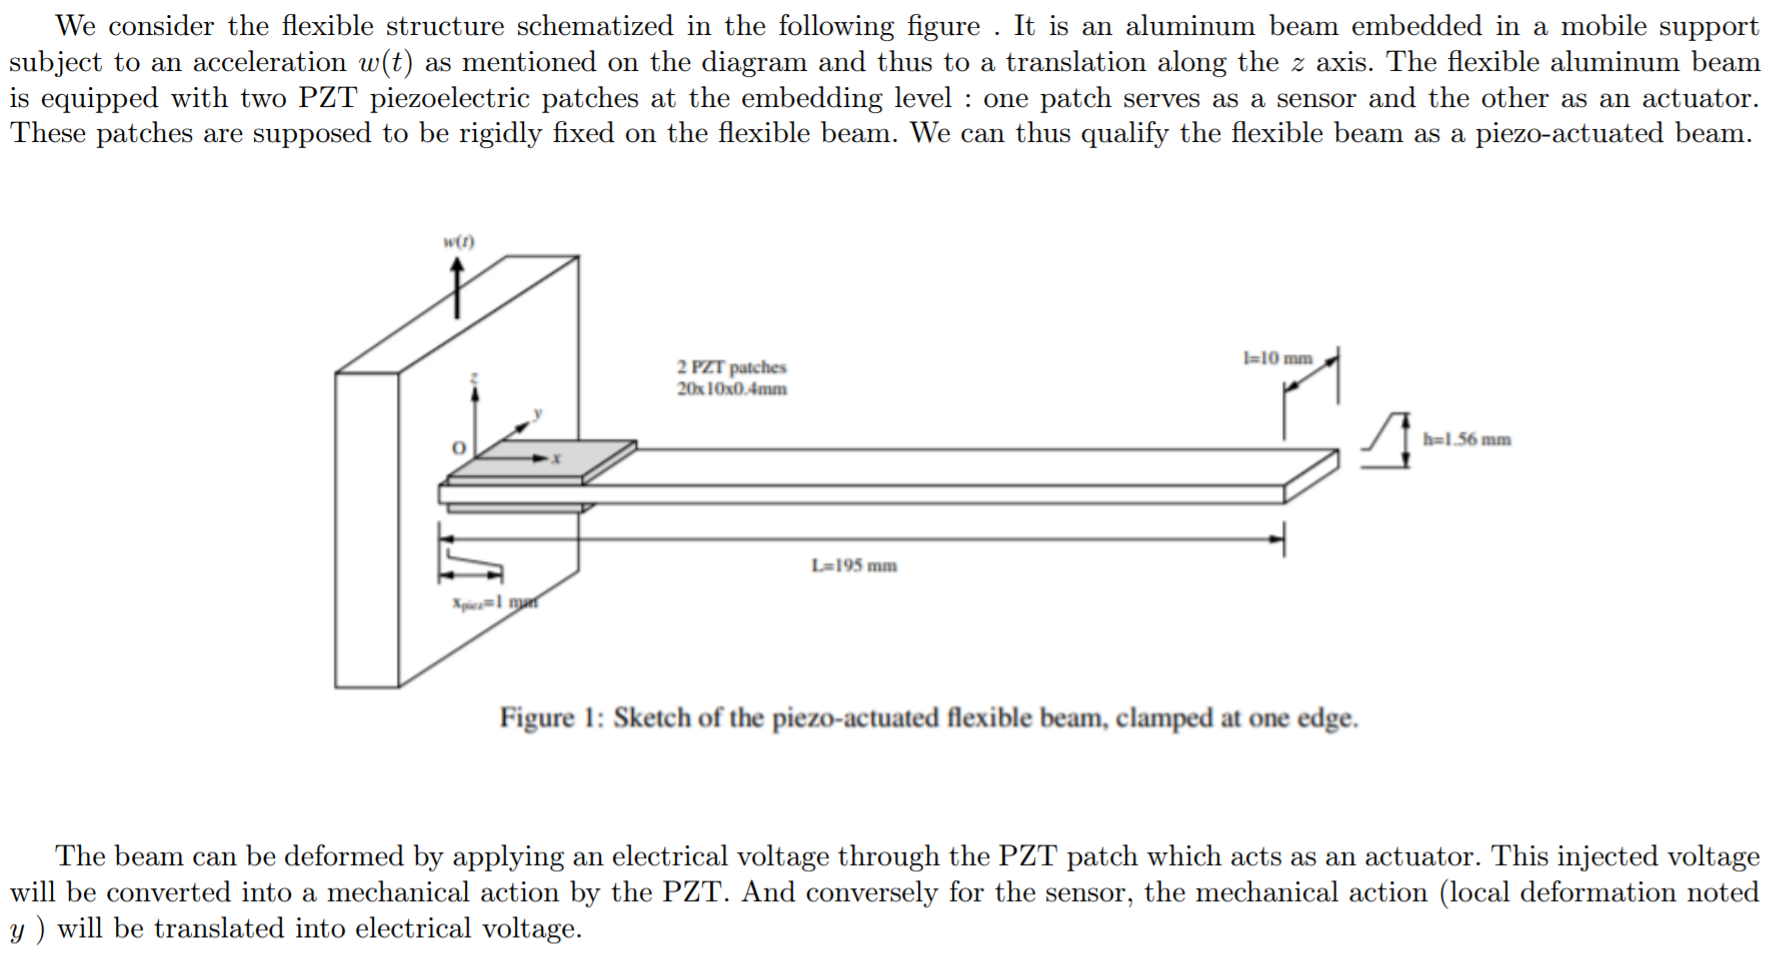 We consider the flexible structure schematized in the following figure . It is an aluminum beam embedded in a mobile support
subject to an acceleration w(t) as mentioned on the diagram and thus to a translation along the z axis. The flexible aluminum beam
is equipped with two PZT piezoelectric patches at the embedding level : one patch serves as a sensor and the other as an actuator.
These patches are supposed to be rigidly fixed on the flexible beam. We can thus qualify the flexible beam as a piezo-actuated beam.
w(t)
2 PZT patches
20x10x0.4mm
l=10 mm
z
y
O
x
h=1.56 mm
L=195 mm
xpiez=1 mm
Figure 1: Sketch of the piezo-actuated flexible beam, clamped at one edge.
The beam can be deformed by applying an electrical voltage through the PZT patch which acts as an actuator. This injected voltage
will be converted into a mechanical action by the PZT. And conversely for the sensor, the mechanical action (local deformation noted
y ) will be translated into electrical voltage.